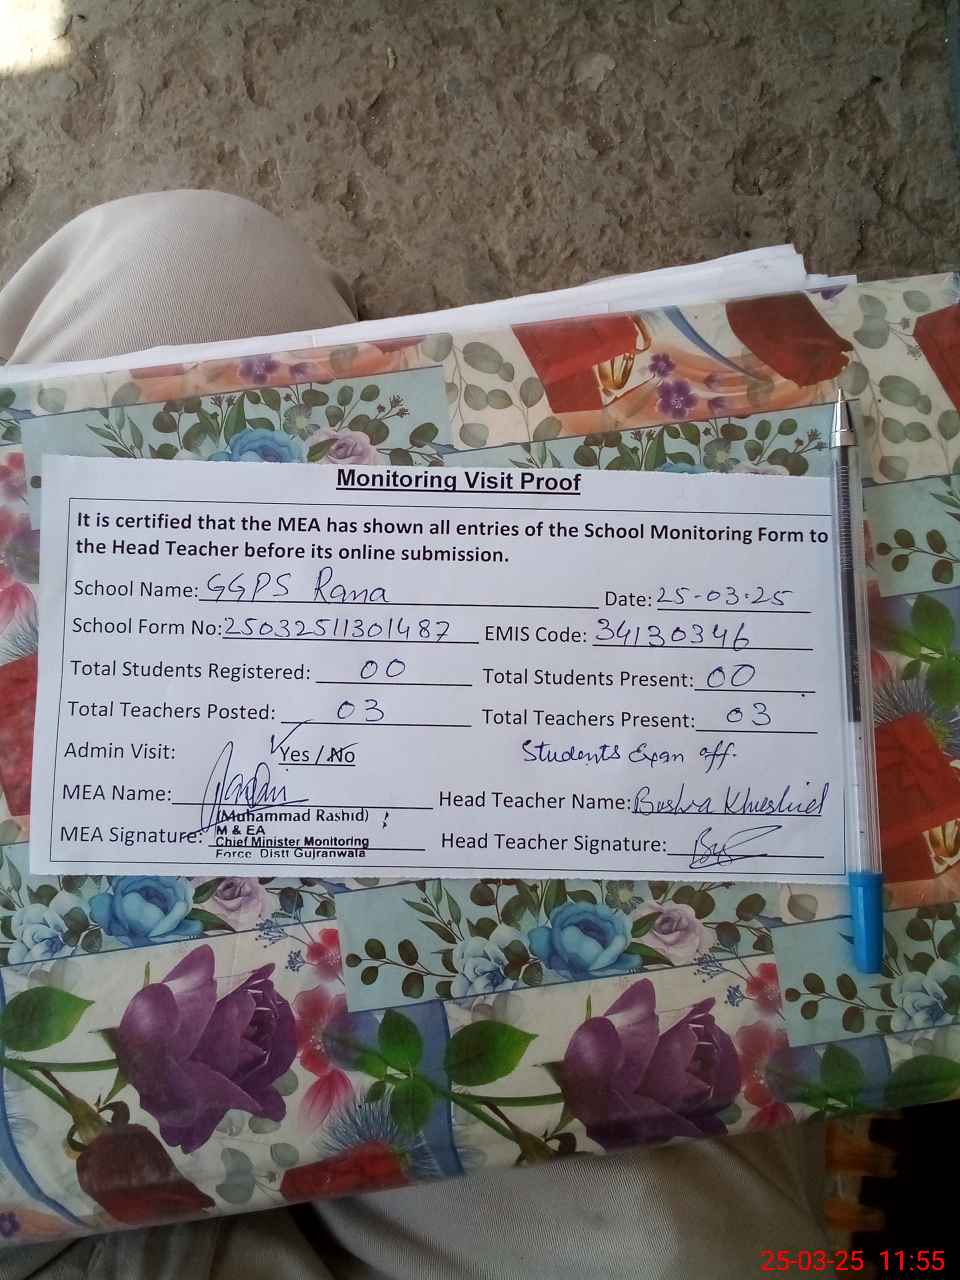 Monitoring Visit Proof
It is certified that the MEA has shown all entries of the School Monitoring Form to
the Head Teacher before its online submission.
School Name: GGPS Rana Date: 25-03-25
School Form No: 25032511301487 EMIS Code: 34130346
Total Students Registered: 00 Total Students Present: 00
Total Teachers Posted: 03 Total Teachers Present: 03
Admin Visit: Yes / No Students Exam off.
MEA Name: Head Teacher Name: Bushra Khurshid
(Muhammad Rashid)
MEA Signature: M & EA Head Teacher Signature:
Chief Minister Monitoring
Force Distt Gujranwala
25-03-25 11:55